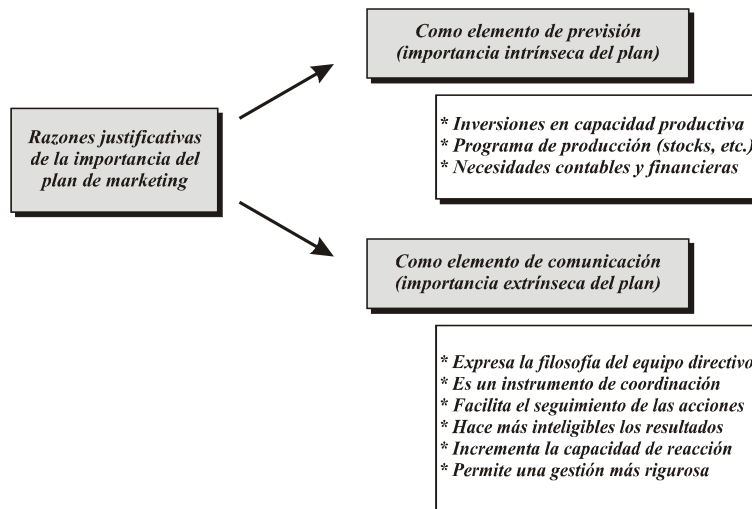 Como elemento de previsión
(importancia intrínseca del plan)
* Inversiones en capacidad productiva
* Programa de producción (stocks, etc.)
* Necesidades contables y financieras
Razones justificativas
de la importancia del
plan de marketing
Como elemento de comunicación
(importancia extrínseca del plan)
* Expresa la filosofía del equipo directivo
* Es un instrumento de coordinación
* Facilita el seguimiento de las acciones
* Hace más inteligibles los resultados
* Incrementa la capacidad de reacción
* Permite una gestión más rigurosa